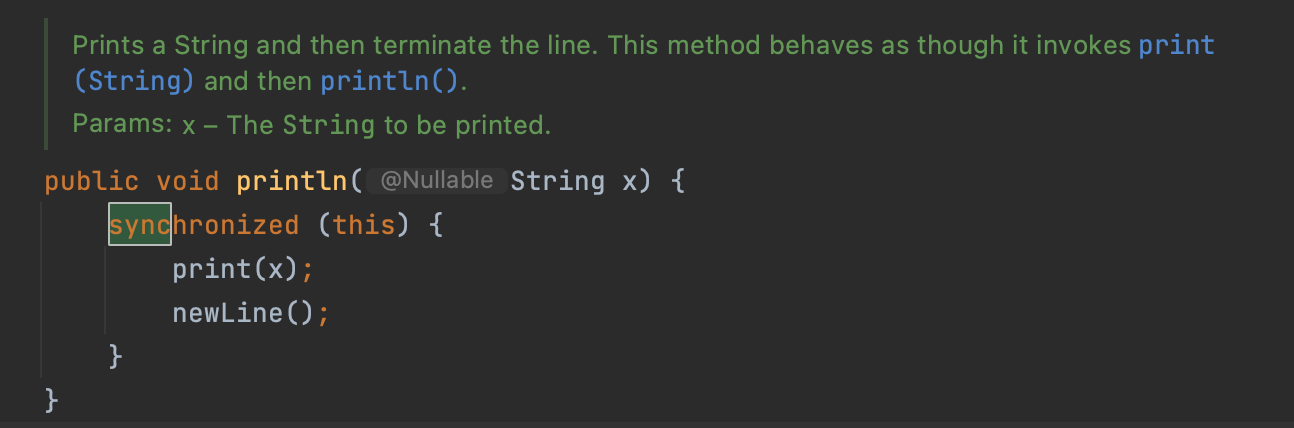 Prints a String and then terminate the line. This method behaves as though it invokes print
(String) and then println().
Params: x – The String to be printed.
public void println( @Nullable String x) {
synchronized (this) {
print(x);
newLine();
}
}